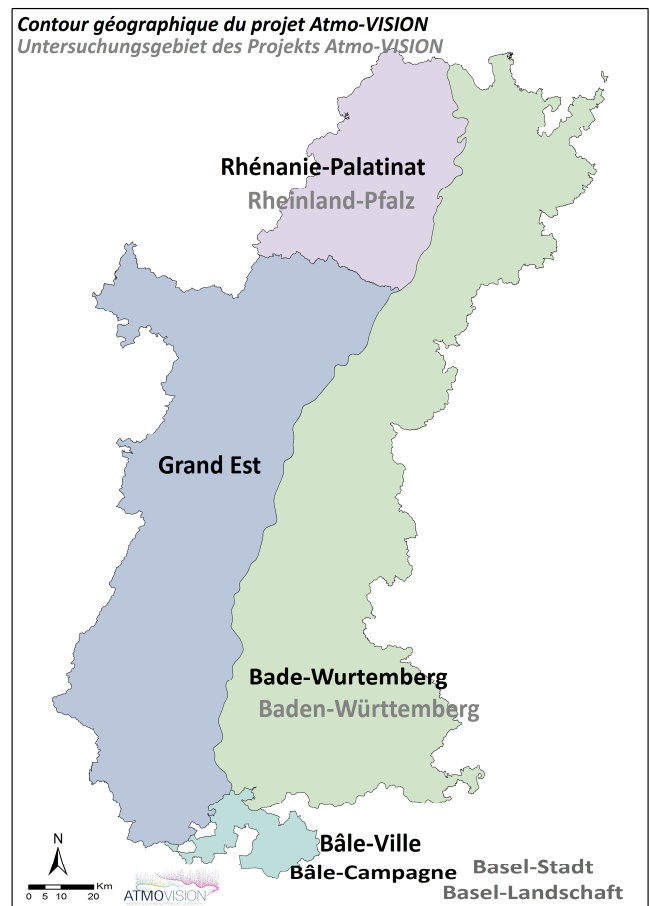 Contour géographique du projet Atmo-VISION
Untersuchungsgebiet des Projekts Atmo-VISION
Rhénanie-Palatinat
Rheinland-Pfalz
Grand Est
Bade-Wurtemberg
Baden-Württemberg
Bâle-Ville
Bâle-Campagne
Basel-Stadt
Basel-Landschaft
N
Km
0 5 10 20
ATMOVISION